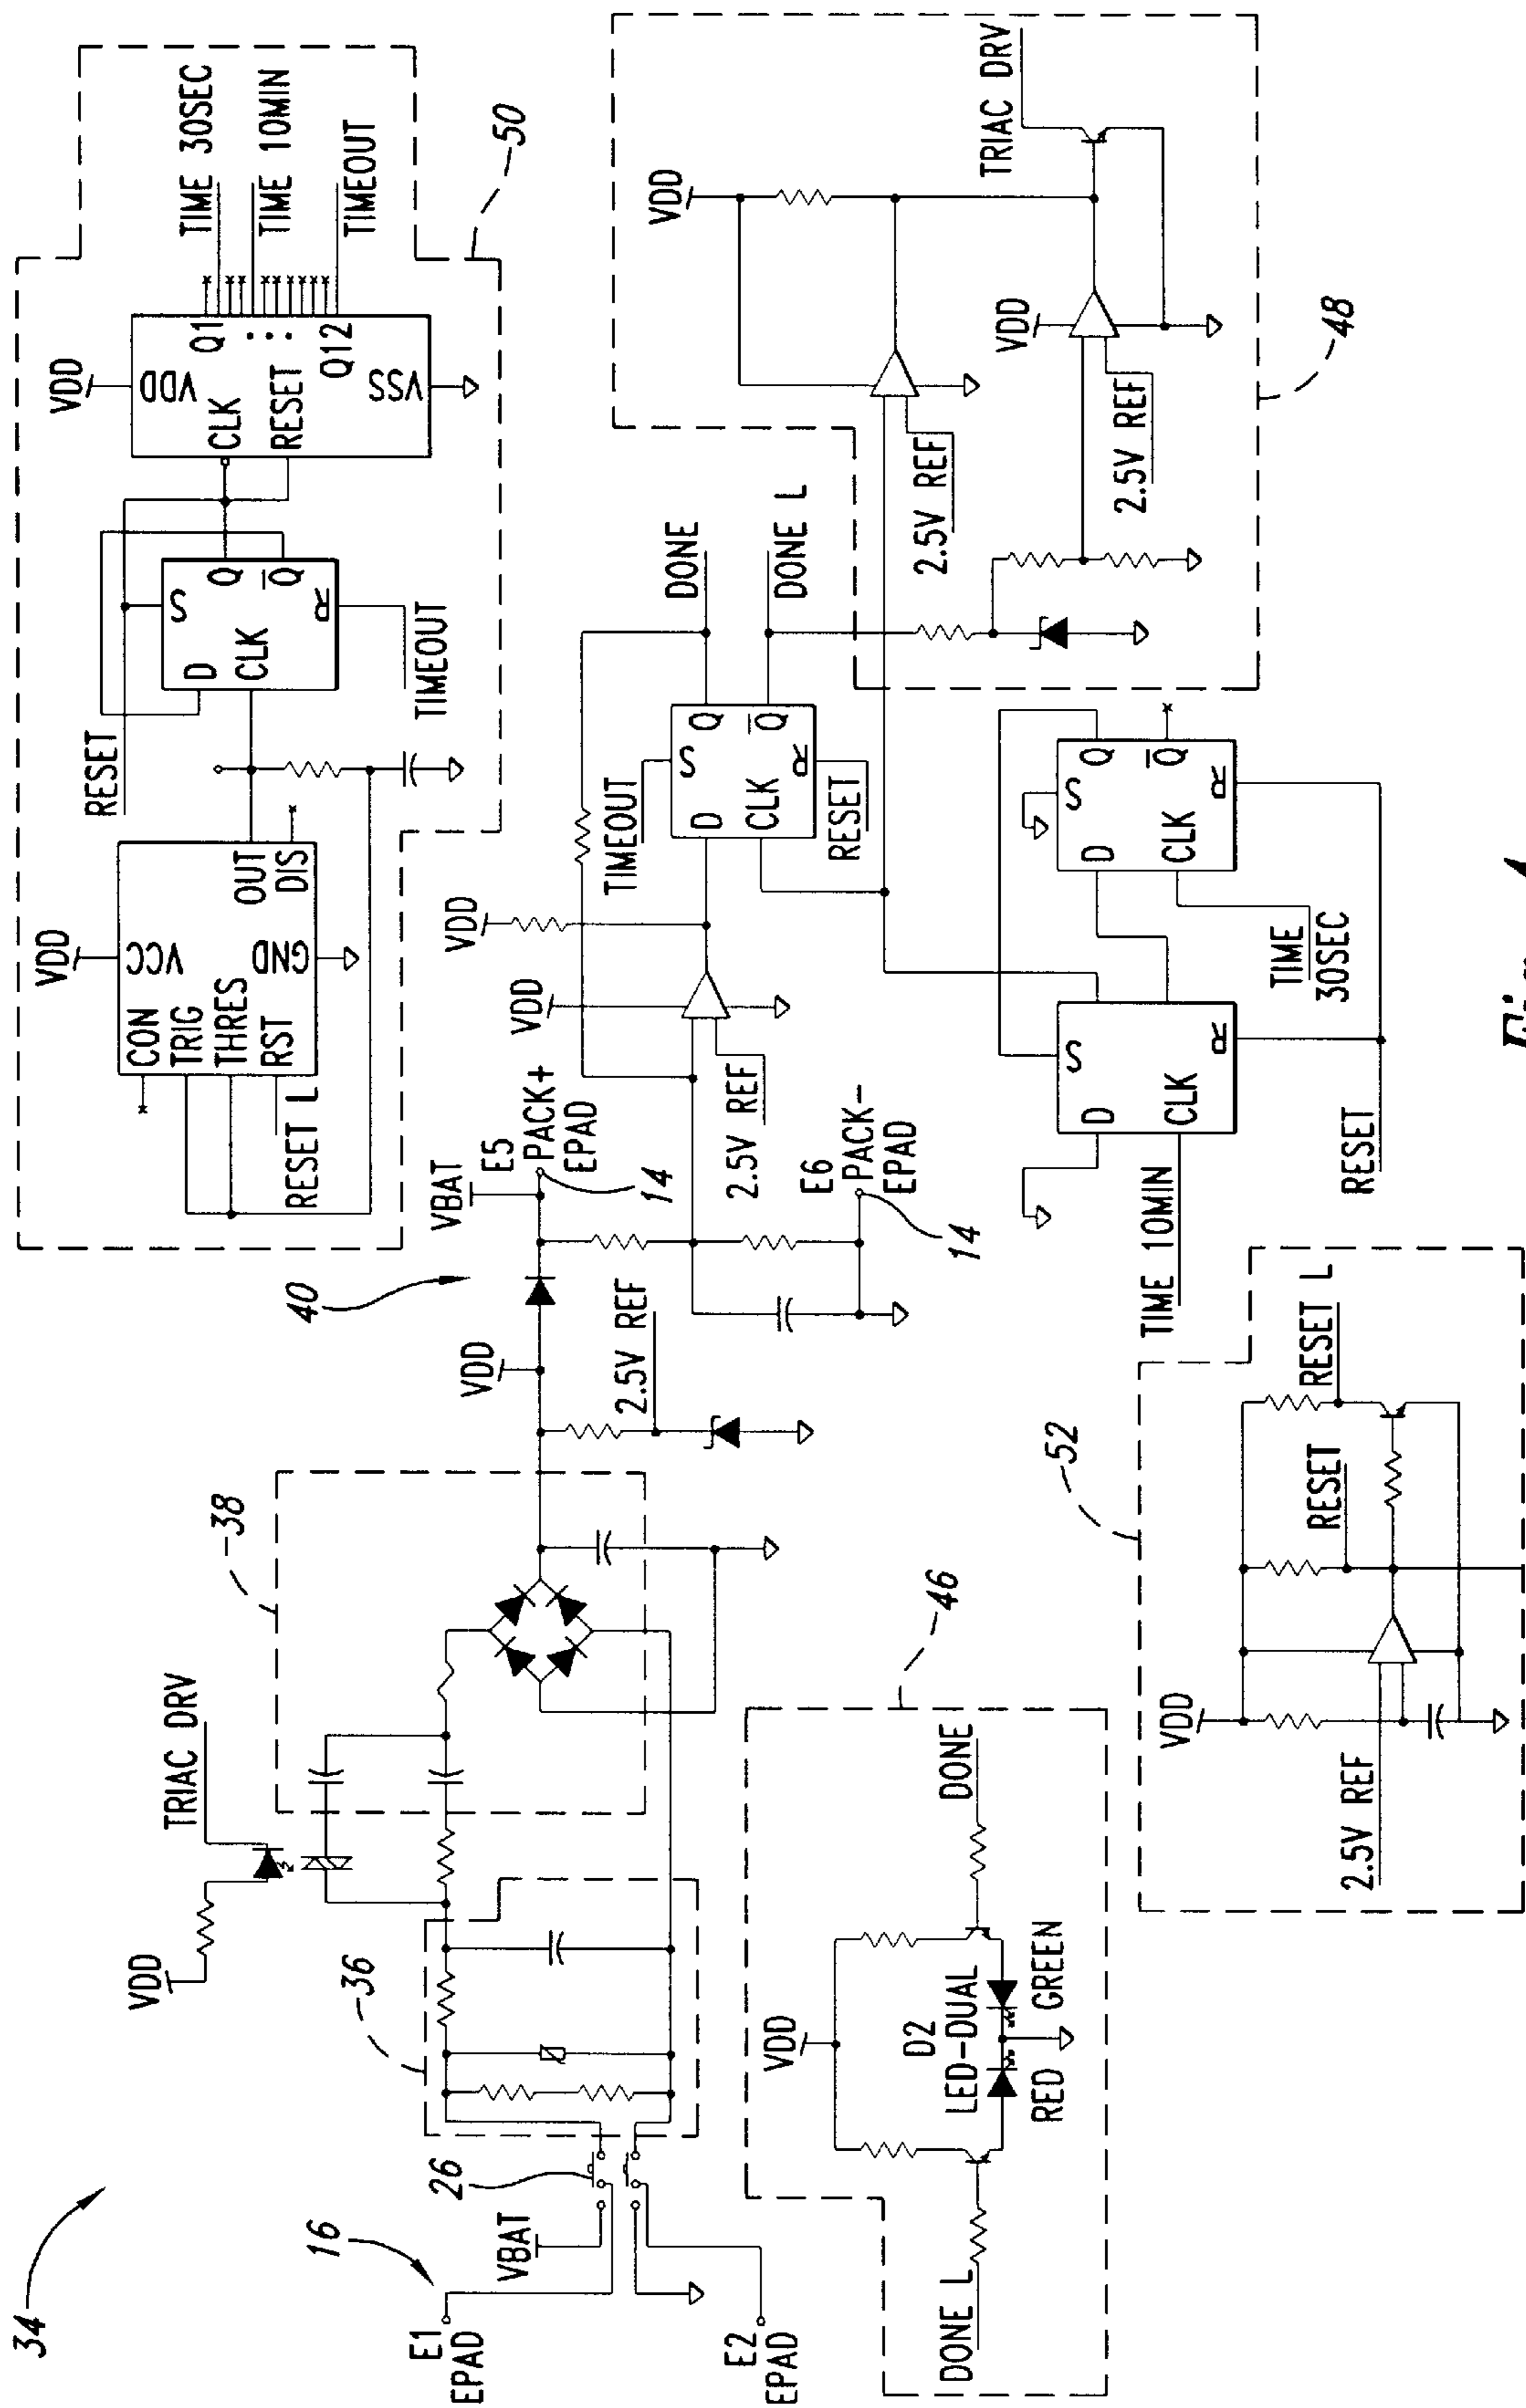 34
16
E1
EPAD
E2
EPAD
VBAT
26
36
VDD
TRIAC DRV
38
VDD
2.5V REF
40
VBAT
E5
PACK+
EPAD
14
E6
PACK-
EPAD
14
2.5V REF
VDD
VDD
TIMEOUT
S
D
Q
CLK
Q
R
RESET
DONE
DONE L
VDD
CON
VCC
TRIG
THRES
RST
OUT
DIS
GND
RESET L
RESET
S
D
Q
CLK
Q
R
TIMEOUT
VDD
VDD
Q1
CLK
RESET
Q12
VSS
TIME 30SEC
TIME 10MIN
TIMEOUT
50
VDD
2.5V REF
VDD
2.5V REF
TRIAC DRV
48
TIME 10MIN
D
S
CLK
R
TIME
30SEC
S
D
Q
CLK
Q
R
RESET
46
VDD
DONE L
D2
LED-DUAL
RED
GREEN
DONE
52
VDD
2.5V REF
RESET
RESET L
Fig. 4